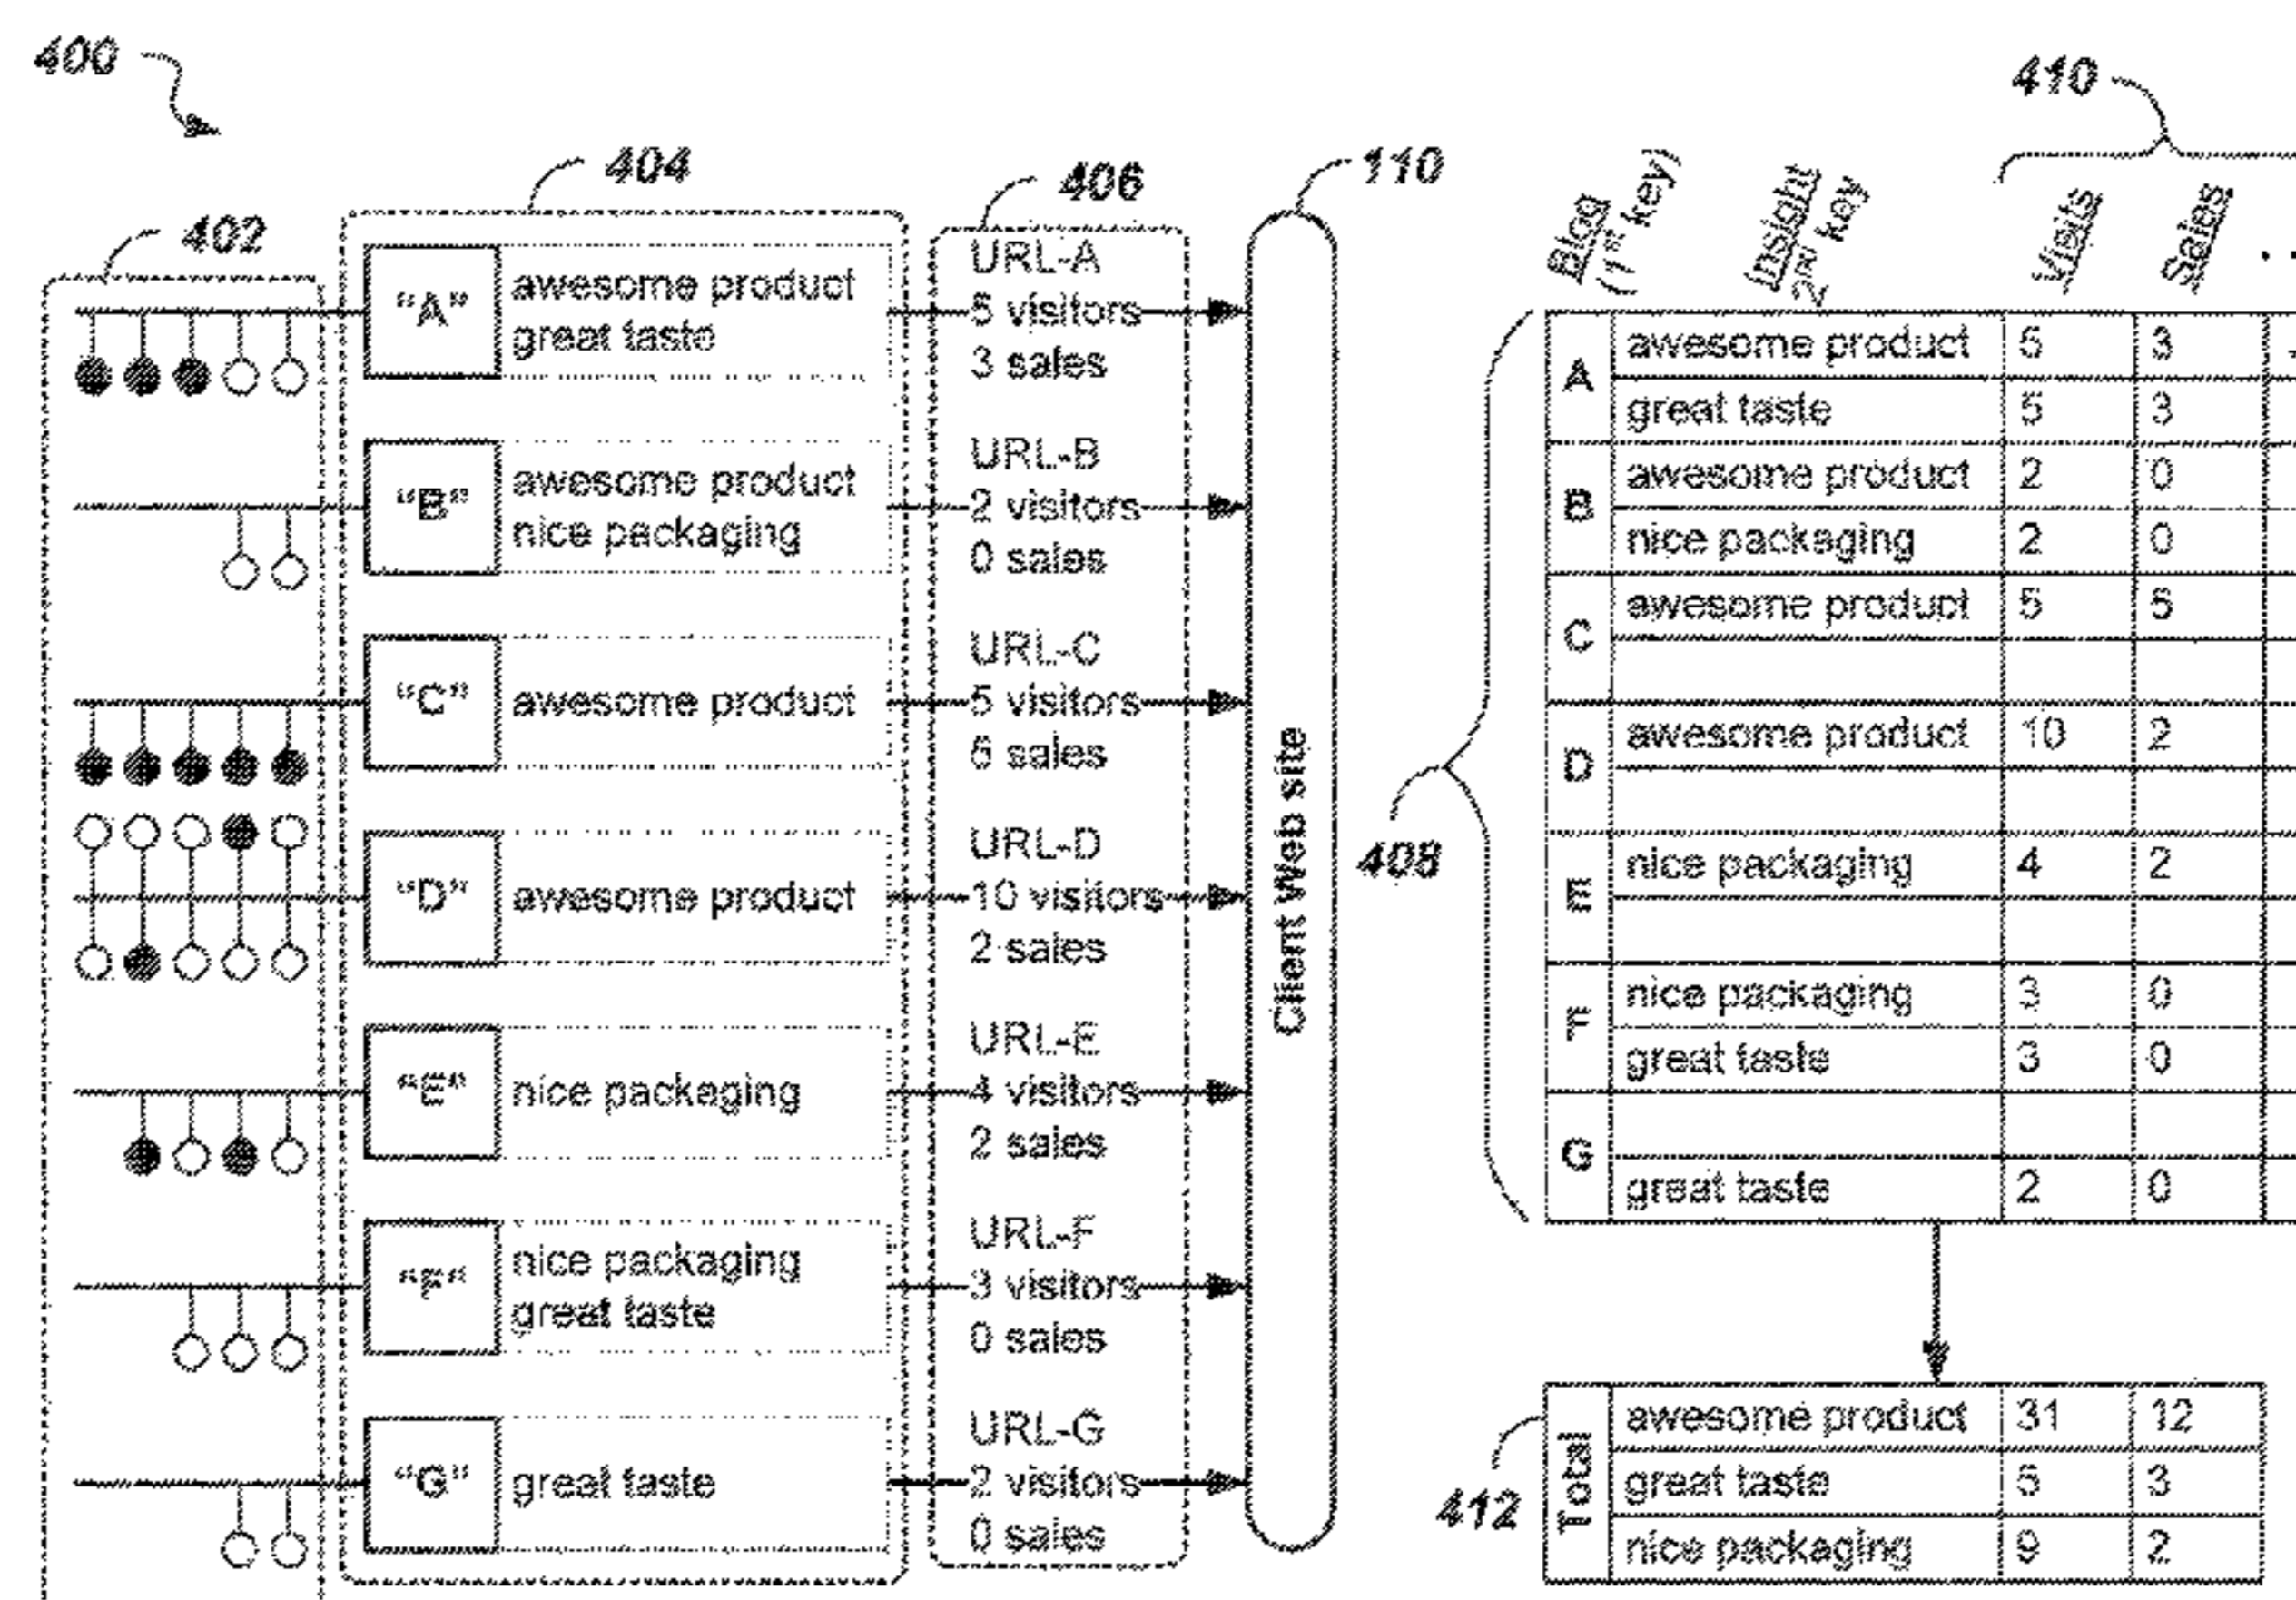 400
402
404
406
110
410
"A"
awesome product
great taste
URL-A
5 visitors
3 sales
"B"
awesome product
nice packaging
URL-B
2 visitors
0 sales
"C"
awesome product
URL-C
5 visitors
5 sales
"D"
awesome product
URL-D
10 visitors
2 sales
"E"
nice packaging
URL-E
4 visitors
2 sales
"F"
nice packaging
great taste
URL-F
3 visitors
0 sales
"G"
great taste
URL-G
2 visitors
0 sales
Client Web site
408
Blog
(1st key)
Insight
2nd key
Visits
Sales
A
awesome product 5 3
great taste 5 3
B
awesome product 2 0
nice packaging 2 0
C
awesome product 5 5
D
awesome product 10 2
E
nice packaging 4 2
F
nice packaging 3 0
great taste 3 0
G
great taste 2 0
412
Total
awesome product 31 12
great taste 5 3
nice packaging 9 2